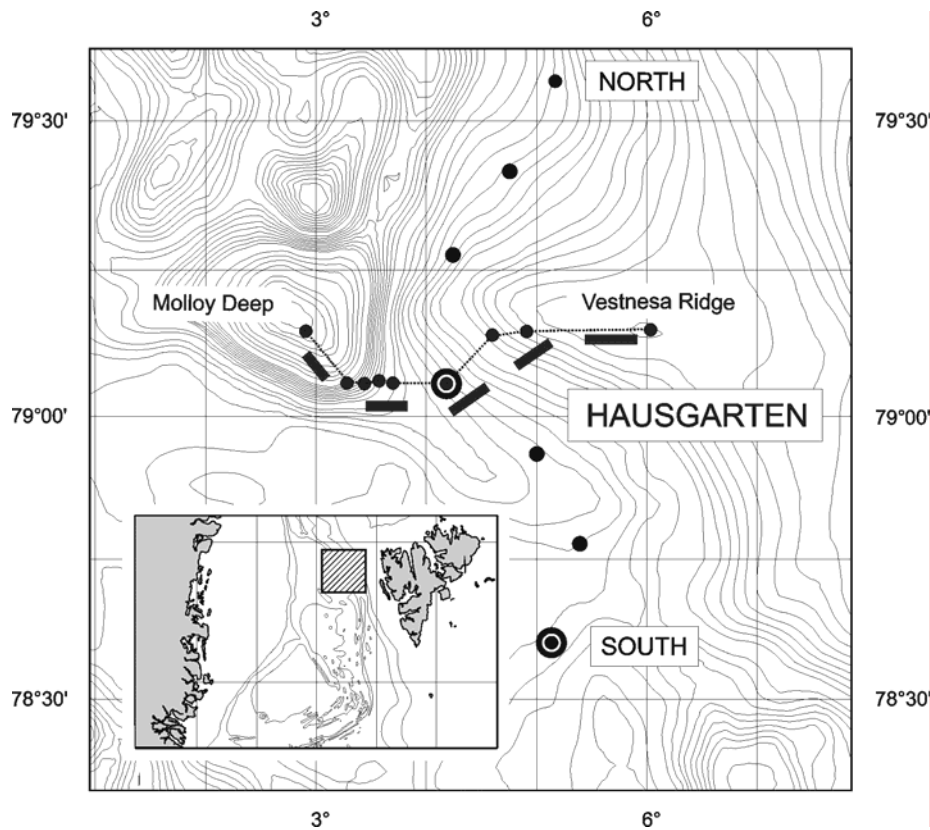 3°
6°
NORTH
79°30'
79°30'
Molloy Deep
Vestnesa Ridge
HAUSGARTEN
79°00'
79°00'
SOUTH
78°30'
78°30'
3°
6°